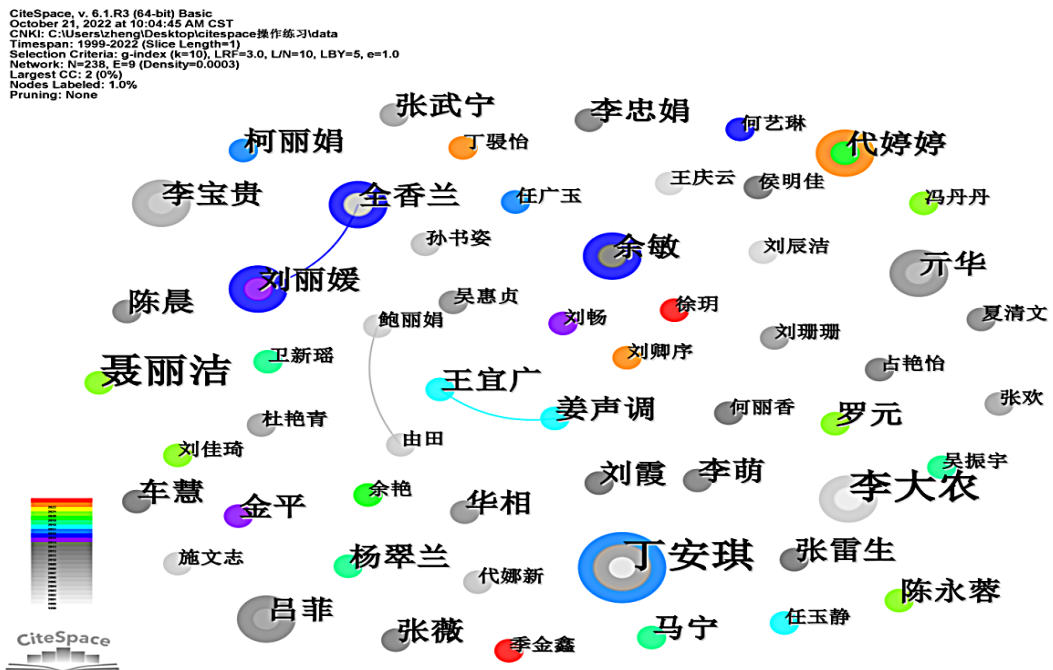 CiteSpace, v. 6.1.R3 (64-bit) Basic
October 21, 2022 at 10:04:45 AM CST
CNKI: C:\Users\zheng\Desktop\citespace操作练习\data
Timespan: 1999-2022 (Slice Length=1)
Selection Criteria: g-index (k=10), LRF=3.0, L/N=10, LBY=5, e=1.0
Network: N=238, E=9 (Density=0.0003)
Largest CC: 2 (0%)
Nodes Labeled: 1.0%
Pruning: None
张武宁
李忠娟
何艺琳
柯丽娟
丁骎怡
代婷婷
王庆云
侯明佳
李宝贵
全香兰
任广玉
冯丹丹
孙书姿
余敏
刘辰洁
亓华
刘丽媛
陈晨
吴惠贞
徐玥
夏清文
鲍丽娟
刘畅
刘珊珊
卫新瑶
刘卿序
占艳怡
聂丽洁
王宜广
张欢
姜声调
何丽香
罗元
杜艳青
由田
刘佳琦
刘霞
李萌
吴振宇
车慧
余艳
李大农
金平
华相
施文志
杨翠兰
代娜新
丁安琪
张雷生
陈永蓉
吕菲
张薇
马宁
任玉静
季金鑫
CiteSpace